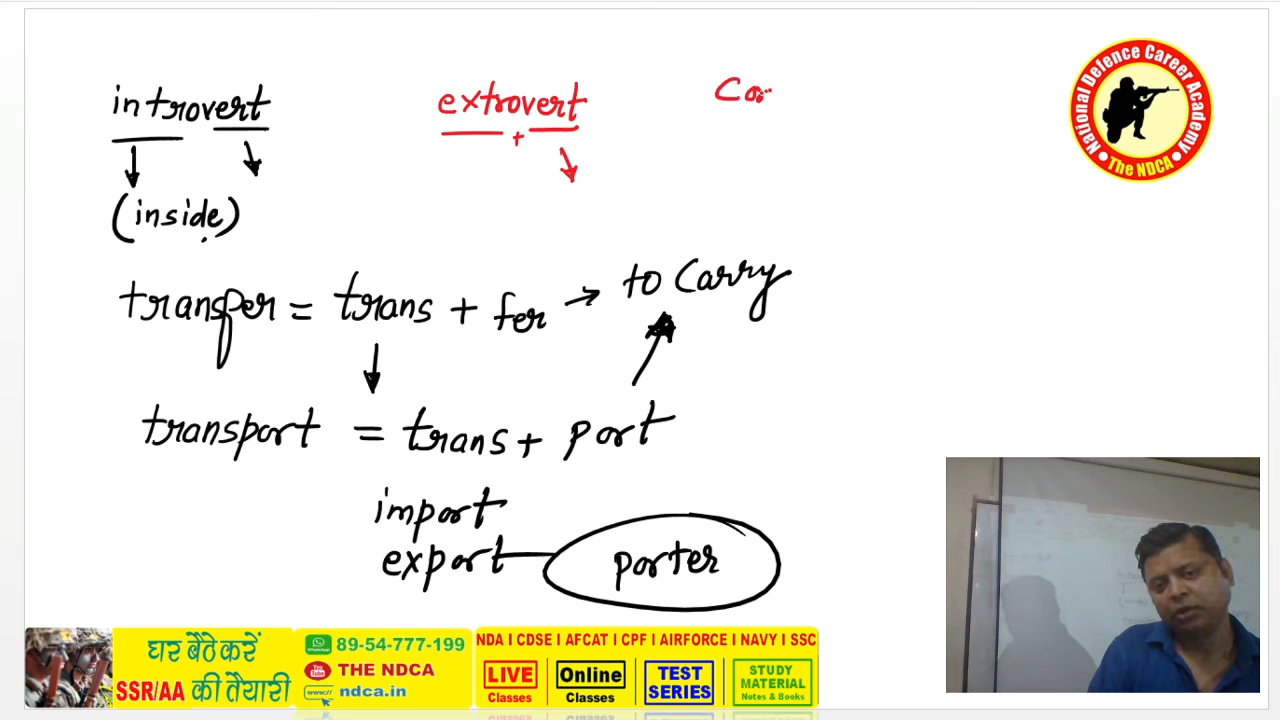 introvert extrovert Co
(inside)
transfer = trans + fer → to Carry
transport = trans + port
import
export porter
National Defence Career Academy
The NDCA
घर बैठे करें
SSR/AA की तैयारी
89-54-777-199
THE NDCA
ndca.in
NDA I CDSE I AFCAT I CPF I AIRFORCE I NAVY I SSC
LIVE Classes
Online Classes
TEST SERIES
STUDY MATERIAL
Notes & Books